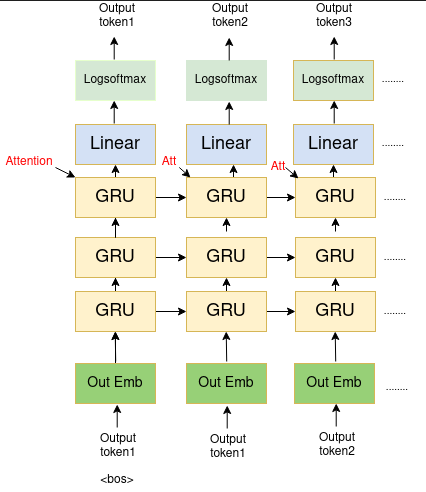 Output Output Output
token1 token2 token3
Logsoftmax Logsoftmax Logsoftmax ........
Linear Linear Linear ........
Attention Att Att
GRU GRU GRU ........
GRU GRU GRU ........
GRU GRU GRU ........
Out Emb Out Emb Out Emb ........
Output Output Output
token1 token1 token2
<bos>